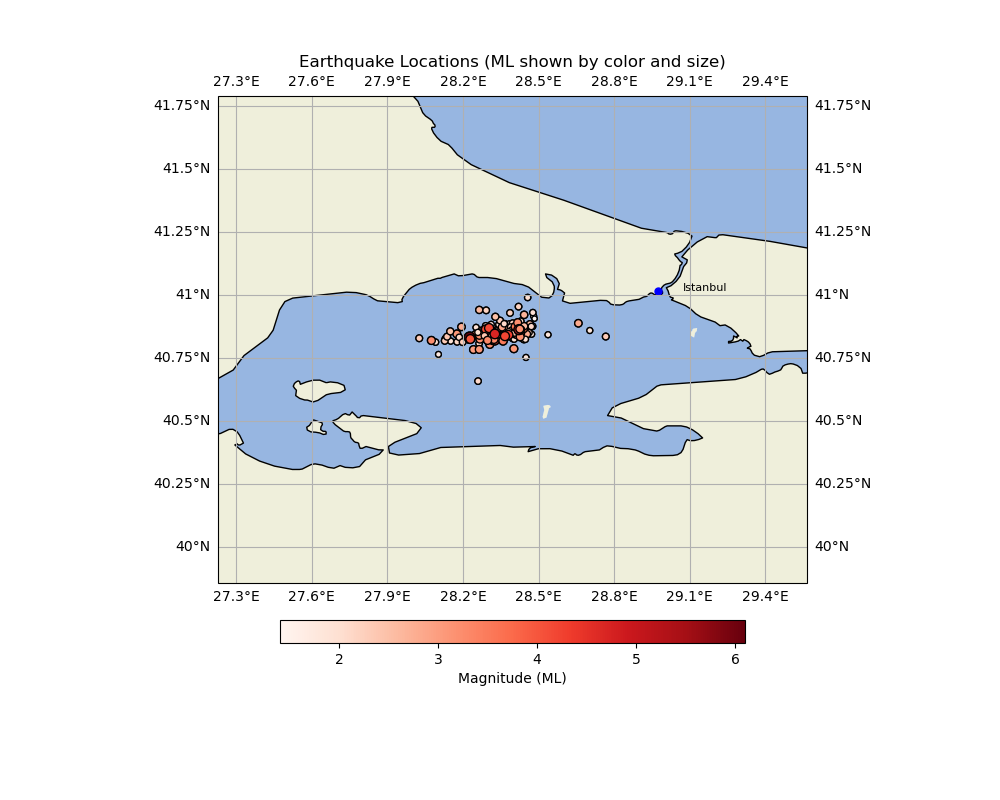 Earthquake Locations (ML shown by color and size)
27.3°E 27.6°E 27.9°E 28.2°E 28.5°E 28.8°E 29.1°E 29.4°E
41.75°N 41.75°N
41.5°N 41.5°N
41.25°N 41.25°N
41°N 41°N
Istanbul
40.75°N 40.75°N
40.5°N 40.5°N
40.25°N 40.25°N
40°N 40°N
27.3°E 27.6°E 27.9°E 28.2°E 28.5°E 28.8°E 29.1°E 29.4°E
2 3 4 5 6
Magnitude (ML)